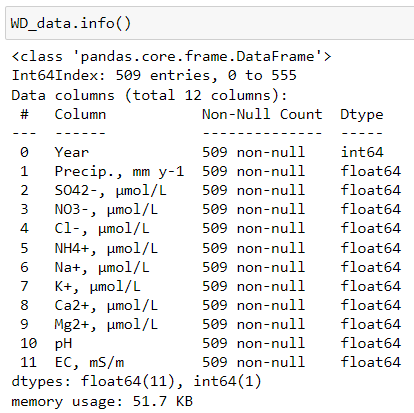 WD_data.info()
<class 'pandas.core.frame.DataFrame'>
Int64Index: 509 entries, 0 to 555
Data columns (total 12 columns):
 #   Column          Non-Null Count  Dtype
---  ------          --------------  -----
 0   Year            509 non-null    int64
 1   Precip., mm y-1  509 non-null    float64
 2   SO42-, µmol/L   509 non-null    float64
 3   NO3-, µmol/L    509 non-null    float64
 4   Cl-, µmol/L     509 non-null    float64
 5   NH4+, µmol/L    509 non-null    float64
 6   Na+, µmol/L     509 non-null    float64
 7   K+, µmol/L      509 non-null    float64
 8   Ca2+, µmol/L    509 non-null    float64
 9   Mg2+, µmol/L    509 non-null    float64
 10  pH              509 non-null    float64
 11  EC, mS/m        509 non-null    float64
dtypes: float64(11), int64(1)
memory usage: 51.7 KB